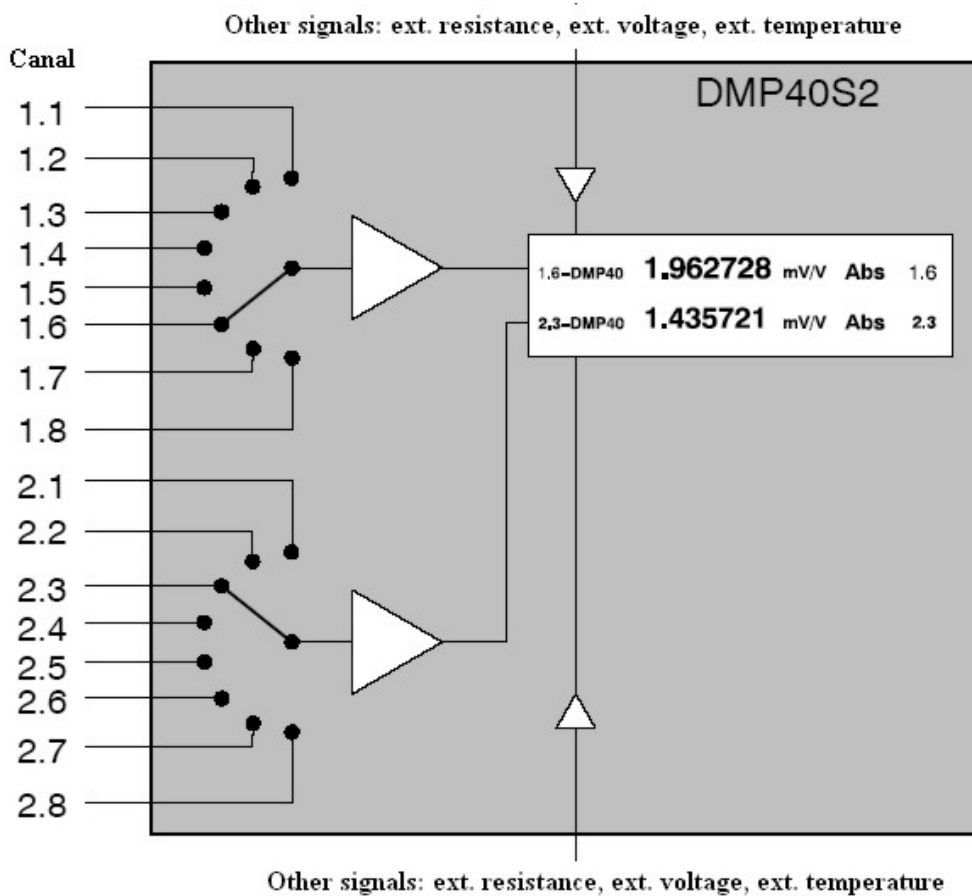 Other signals: ext. resistance, ext. voltage, ext. temperature
Canal
DMP40S2
1.1
1.2
1.3
1.4
1.5
1.6
1.7
1.8
1.6-DMP40 1.962728 mV/V Abs 1.6
2.3-DMP40 1.435721 mV/V Abs 2.3
2.1
2.2
2.3
2.4
2.5
2.6
2.7
2.8
Other signals: ext. resistance, ext. voltage, ext. temperature